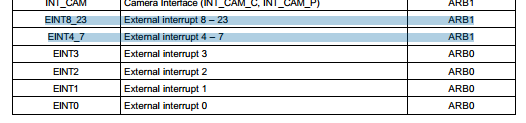 INT_CAM Camera Interface (INT_CAM_C, INT_CAM_P) ARB1
EINT8_23 External interrupt 8 – 23 ARB1
EINT4_7 External interrupt 4 – 7 ARB1
EINT3 External interrupt 3 ARB0
EINT2 External interrupt 2 ARB0
EINT1 External interrupt 1 ARB0
EINT0 External interrupt 0 ARB0